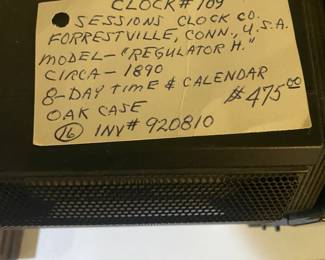 CLOCK # 109
SESSIONS CLOCK CO.
FORRESTVILLE, CONN., U.S.A.
MODEL- "REGULATOR H."
CIRCA - 1890
8-DAY TIME & CALENDAR
OAK CASE $475.00
16 INV# 920810